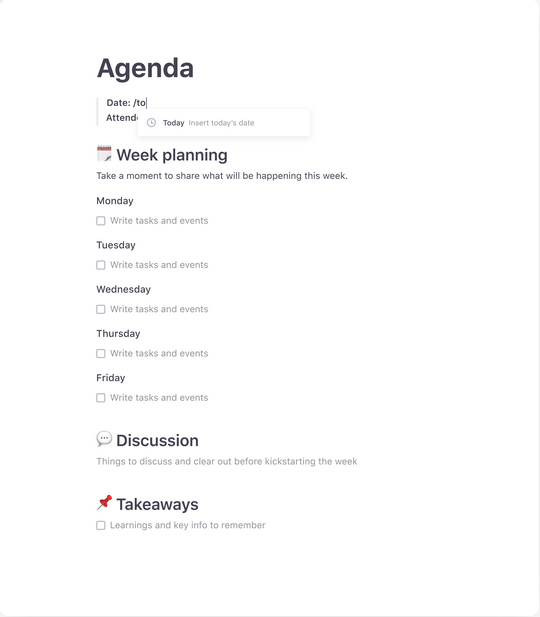 Agenda
Date: /to
Today Insert today's date
Week planning
Take a moment to share what will be happening this week.
Monday
Write tasks and events
Tuesday
Write tasks and events
Wednesday
Write tasks and events
Thursday
Write tasks and events
Friday
Write tasks and events
Discussion
Things to discuss and clear out before kickstarting the week
Takeaways
Learnings and key info to remember